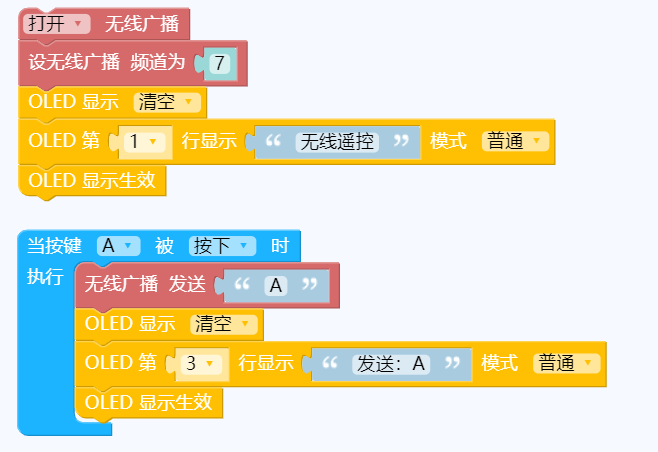 打开 无线广播
设无线广播 频道为 7
OLED 显示 清空
OLED 第 1 行显示 “ 无线遥控 ” 模式 普通
OLED 显示生效
当按键 A 被 按下 时
执行 无线广播 发送 “ A ”
OLED 显示 清空
OLED 第 3 行显示 “ 发送：A ” 模式 普通
OLED 显示生效